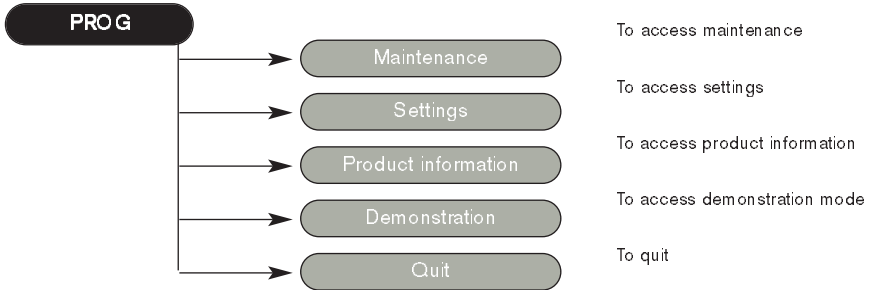 PROG
To access maintenance
Maintenance
To access settings
Settings
To access product information
Product information
To access demonstration mode
Demonstration
To quit
Quit